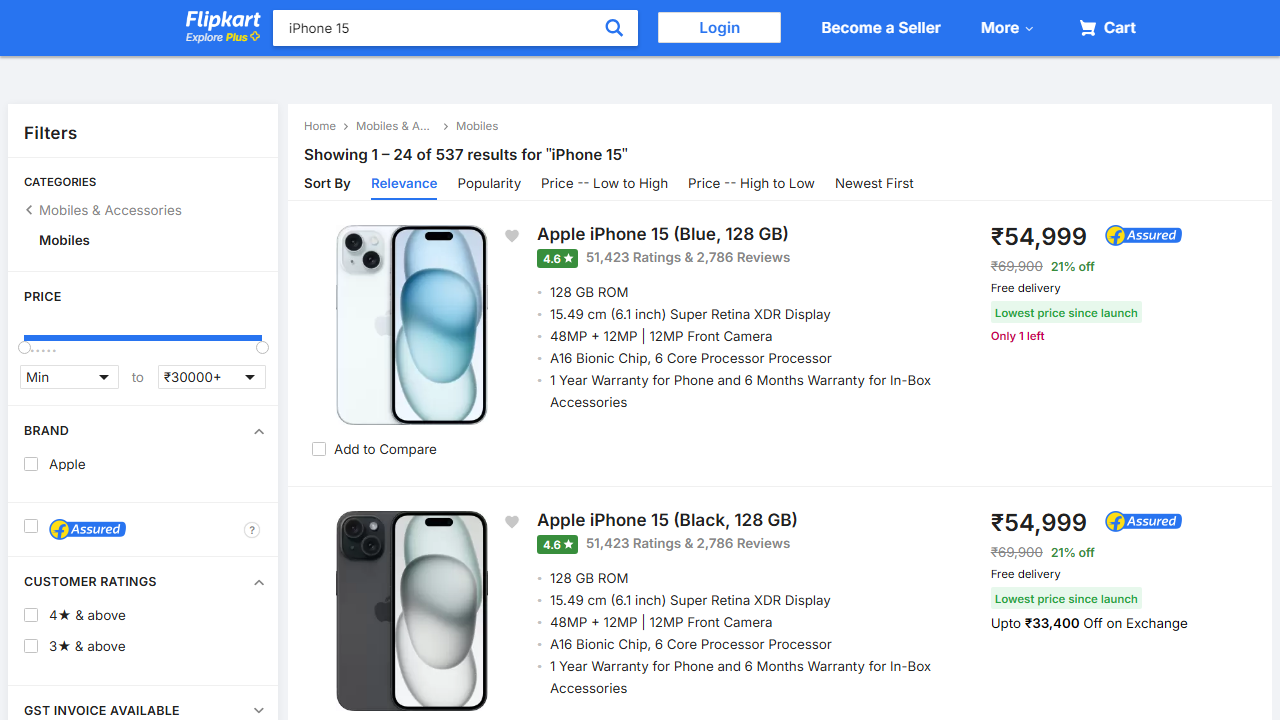 Flipkart
Explore Plus
iPhone 15
Login
Become a Seller
More
Cart
Filters
CATEGORIES
Mobiles & Accessories
Mobiles
PRICE
Min
to
₹30000+
BRAND
Apple
Assured
?
CUSTOMER RATINGS
4★ & above
3★ & above
GST INVOICE AVAILABLE
Home
Mobiles & A...
Mobiles
Showing 1 – 24 of 537 results for "iPhone 15"
Sort By
Relevance
Popularity
Price -- Low to High
Price -- High to Low
Newest First
Apple iPhone 15 (Blue, 128 GB)
4.6 ★ 51,423 Ratings & 2,786 Reviews
128 GB ROM
15.49 cm (6.1 inch) Super Retina XDR Display
48MP + 12MP | 12MP Front Camera
A16 Bionic Chip, 6 Core Processor Processor
1 Year Warranty for Phone and 6 Months Warranty for In-Box
Accessories
Add to Compare
₹54,999
Assured
₹69,900 21% off
Free delivery
Lowest price since launch
Only 1 left
Apple iPhone 15 (Black, 128 GB)
4.6 ★ 51,423 Ratings & 2,786 Reviews
128 GB ROM
15.49 cm (6.1 inch) Super Retina XDR Display
48MP + 12MP | 12MP Front Camera
A16 Bionic Chip, 6 Core Processor Processor
1 Year Warranty for Phone and 6 Months Warranty for In-Box
Accessories
₹54,999
Assured
₹69,900 21% off
Free delivery
Lowest price since launch
Upto ₹33,400 Off on Exchange